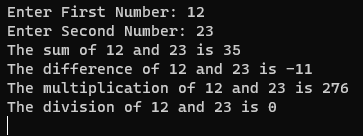 Enter First Number: 12
Enter Second Number: 23
The sum of 12 and 23 is 35
The difference of 12 and 23 is -11
The multiplication of 12 and 23 is 276
The division of 12 and 23 is 0